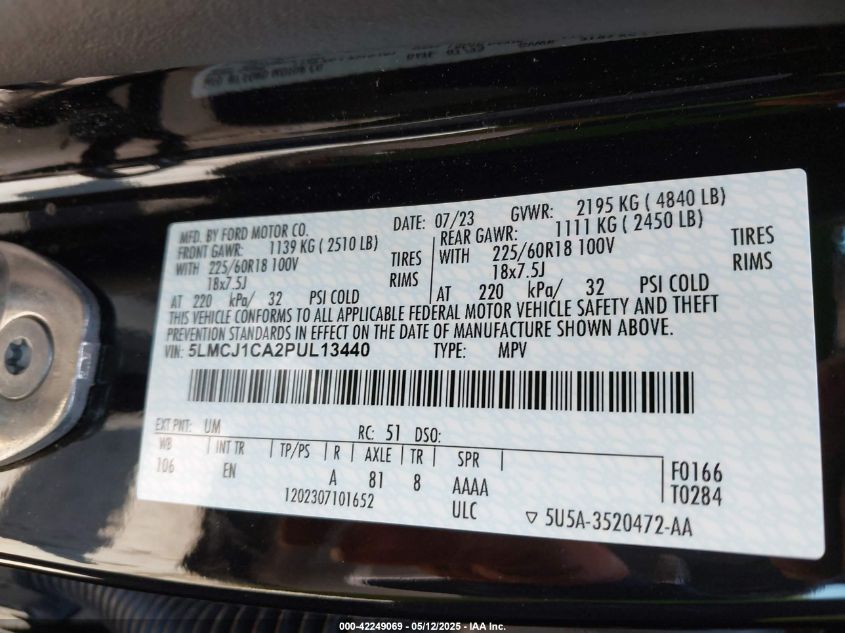 MFD. BY FORD MOTOR CO. DATE: 07/23 GVWR: 2195 KG ( 4840 LB)
FRONT GAWR: 1139 KG ( 2510 LB) REAR GAWR: 1111 KG ( 2450 LB)
WITH 225/60R18 100V TIRES WITH 225/60R18 100V TIRES
18x7.5J RIMS 18x7.5J RIMS
AT 220 kPa/ 32 PSI COLD AT 220 kPa/ 32 PSI COLD
THIS VEHICLE CONFORMS TO ALL APPLICABLE FEDERAL MOTOR VEHICLE SAFETY AND THEFT
PREVENTION STANDARDS IN EFFECT ON THE DATE OF MANUFACTURE SHOWN ABOVE.
VIN: 5LMCJ1CA2PUL13440 TYPE: MPV
EXT PNT: UM RC: 51 DSO:
WB INT TR TP/PS R AXLE TR SPR
106 EN A 81 8 AAAA F0166
1202307101652 ULC T0284
▽ 5U5A-3520472-AA
000-42249069 - 05/12/2025 - IAA Inc.